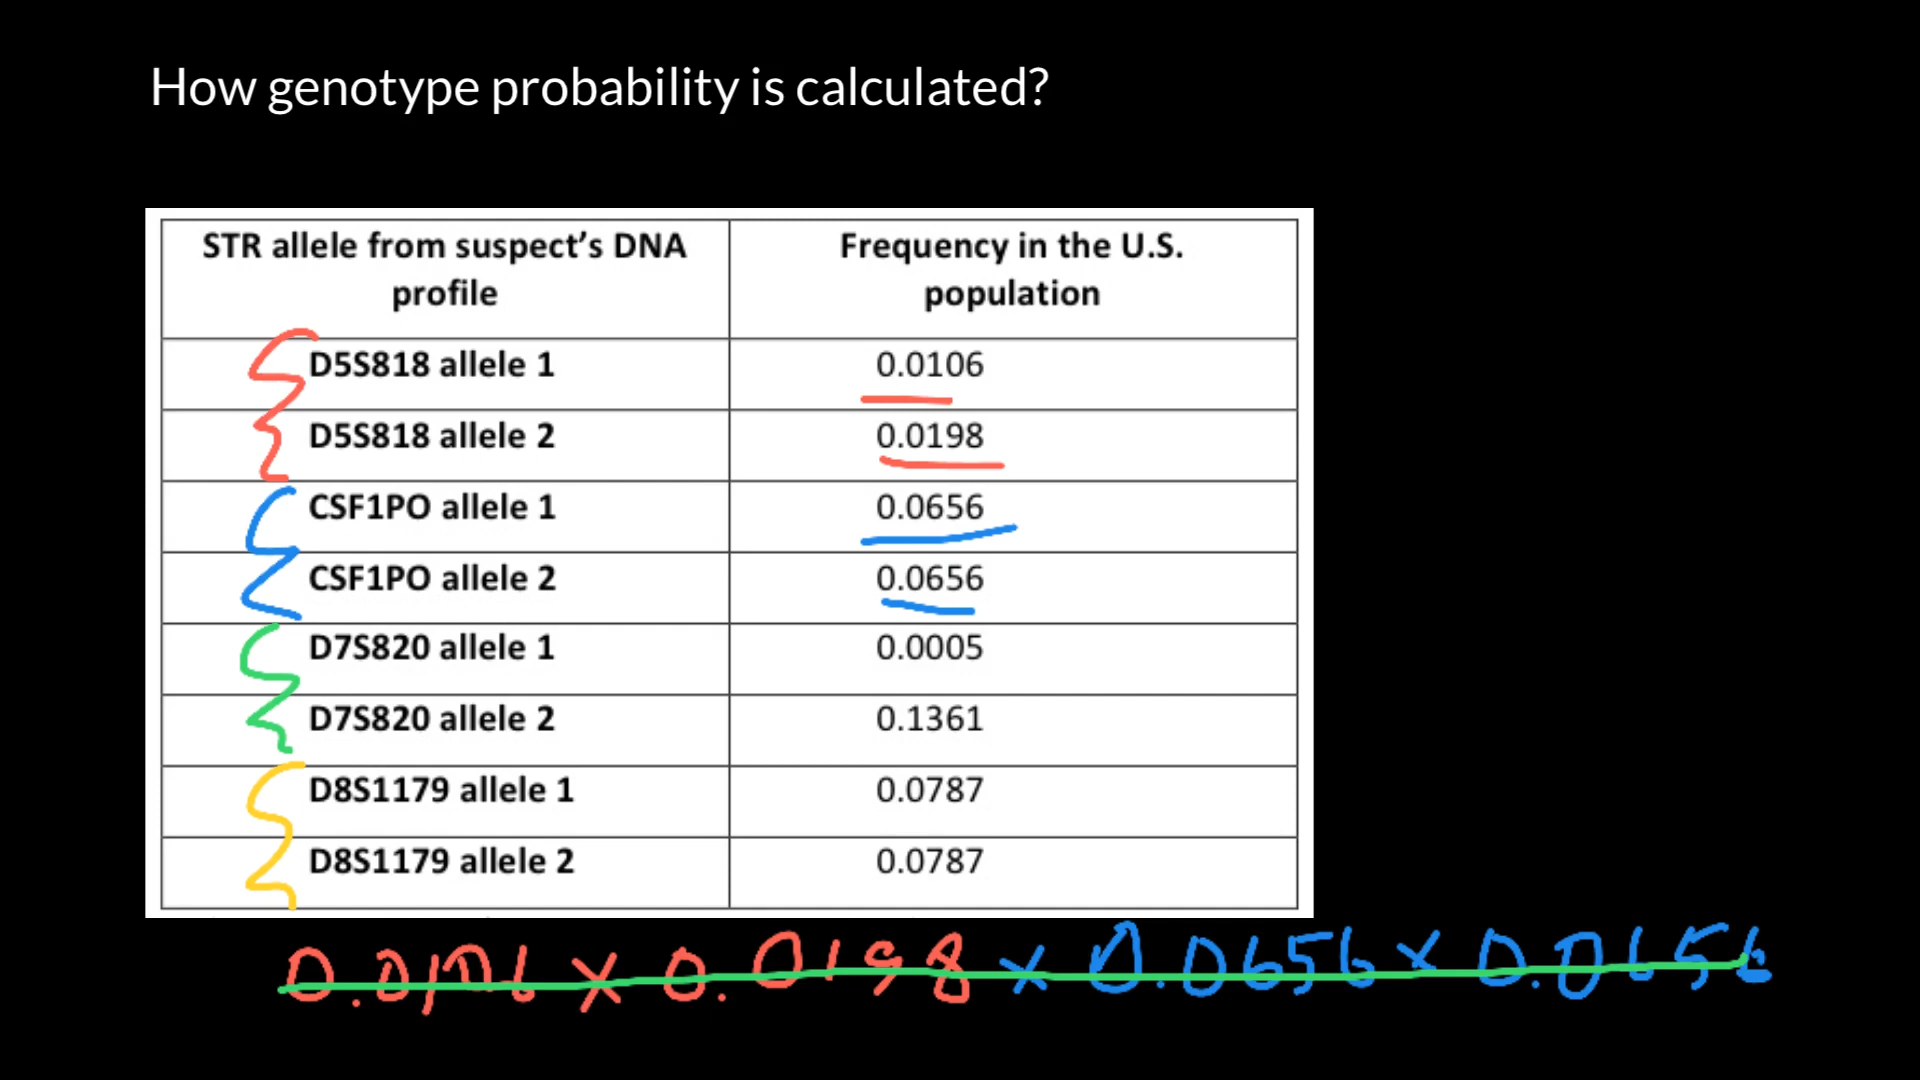 How genotype probability is calculated?
STR allele from suspect's DNA profile
Frequency in the U.S. population
D5S818 allele 1 0.0106
D5S818 allele 2 0.0198
CSF1PO allele 1 0.0656
CSF1PO allele 2 0.0656
D7S820 allele 1 0.0005
D7S820 allele 2 0.1361
D8S1179 allele 1 0.0787
D8S1179 allele 2 0.0787
0.0106 x 0.0198 x 0.0656 x 0.0656